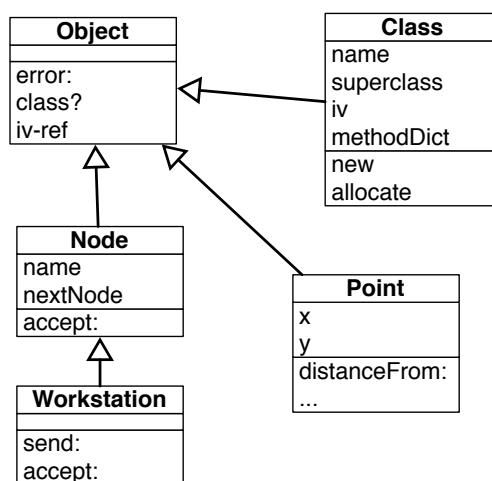 Object
error:
class?
iv-ref
Class
name
superclass
iv
methodDict
new
allocate
Node
name
nextNode
accept:
Point
x
y
distanceFrom:
...
Workstation
send:
accept: